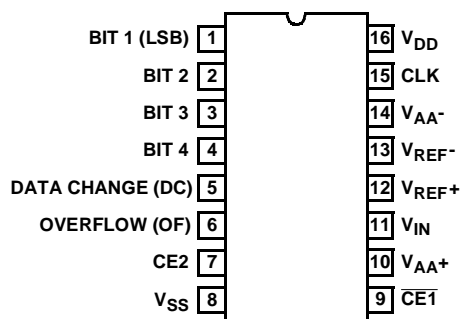 BIT 1 (LSB) 1 16 VDD
BIT 2 2 15 CLK
BIT 3 3 14 VAA-
BIT 4 4 13 VREF-
DATA CHANGE (DC) 5 12 VREF+
OVERFLOW (OF) 6 11 VIN
CE2 7 10 VAA+
VSS 8 9 C̅E̅1̅